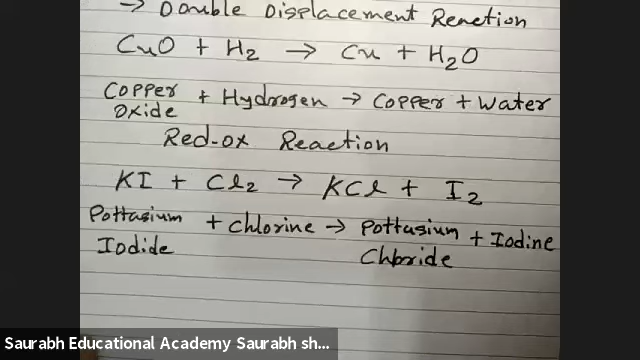 → Double Displacement Reaction
CuO + H2 → Cu + H2O
Copper Oxide + Hydrogen → Copper + Water
Red-ox Reaction
KI + Cl2 → KCl + I2
Pottasium Iodide + Chlorine → Pottasium Chloride + Iodine
Saurabh Educational Academy Saurabh sh...